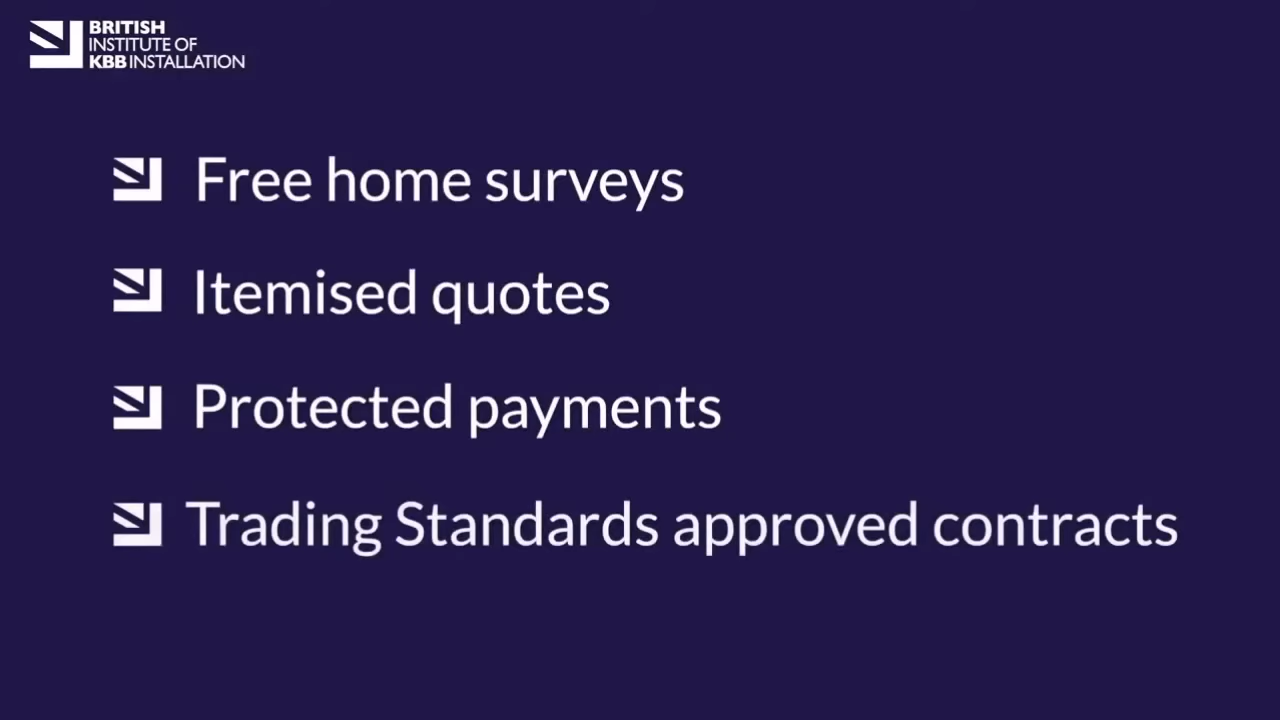 BRITISH
INSTITUTE OF
KBB INSTALLATION
Free home surveys
Itemised quotes
Protected payments
Trading Standards approved contracts